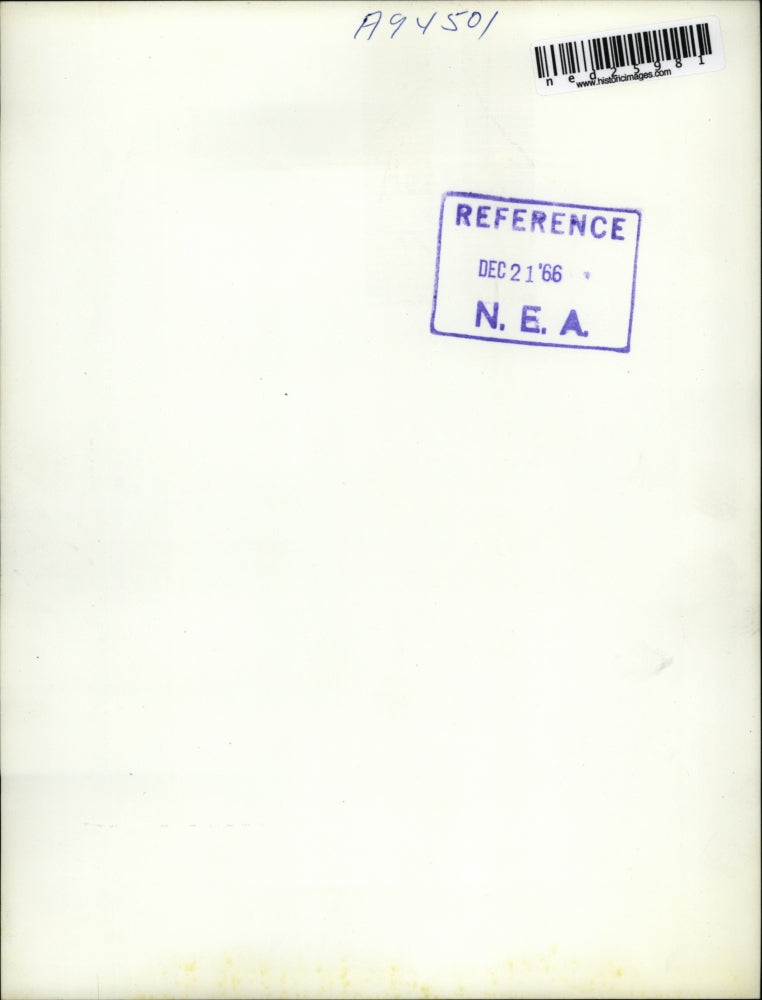 A94501
ned25981
www.historicimages.com
REFERENCE
DEC 21 '66
N. E. A.